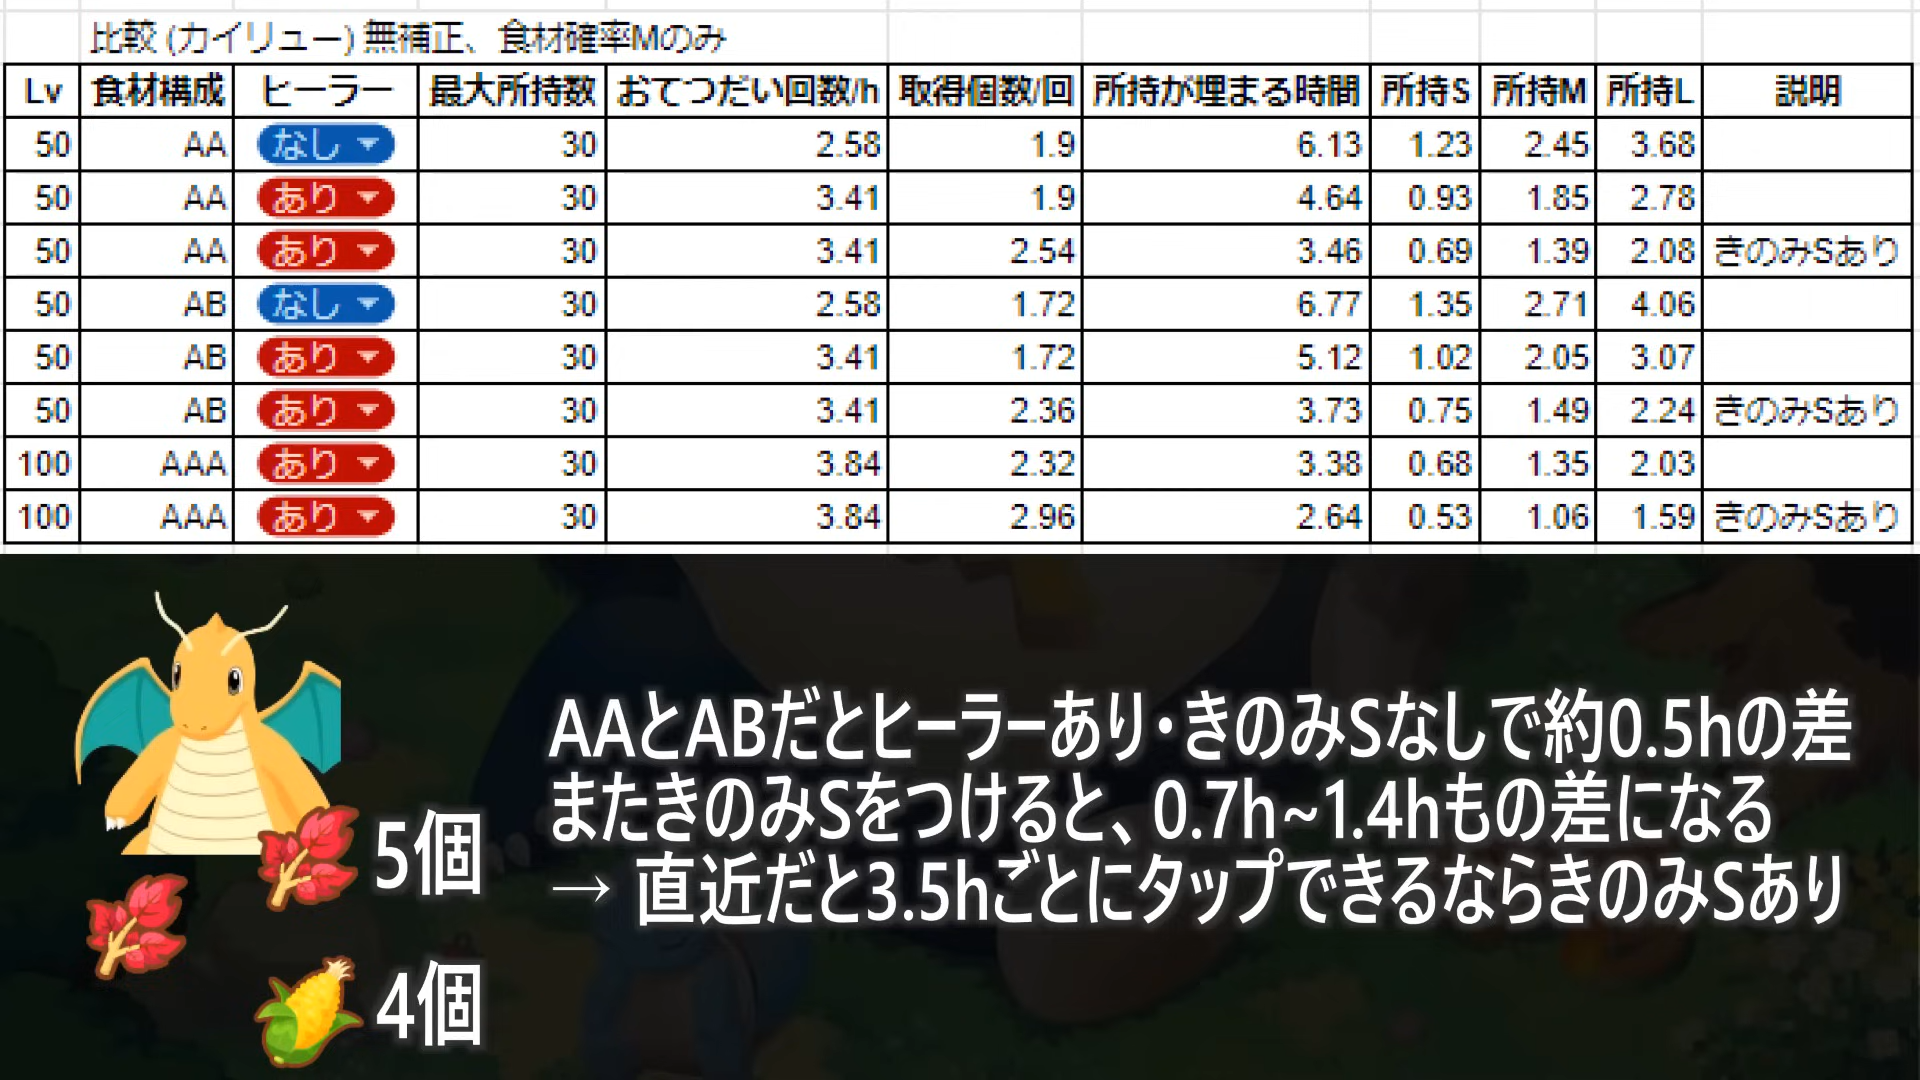 比較 (カイリュー) 無補正、食材確率Mのみ
Lv 食材構成 ヒーラー 最大所持数 おてつだい回数/h 取得個数/回 所持が埋まる時間 所持S 所持M 所持L 説明
50 AA なし 30 2.58 1.9 6.13 1.23 2.45 3.68
50 AA あり 30 3.41 1.9 4.64 0.93 1.85 2.78
50 AA あり 30 3.41 2.54 3.46 0.69 1.39 2.08 きのみSあり
50 AB なし 30 2.58 1.72 6.77 1.35 2.71 4.06
50 AB あり 30 3.41 1.72 5.12 1.02 2.05 3.07
50 AB あり 30 3.41 2.36 3.73 0.75 1.49 2.24 きのみSあり
100 AAA あり 30 3.84 2.32 3.38 0.68 1.35 2.03
100 AAA あり 30 3.84 2.96 2.64 0.53 1.06 1.59 きのみSあり
AAとABだとヒーラーあり・きのみSなしで約0.5hの差
またきのみSをつけると、0.7h~1.4hもの差になる
→ 直近だと3.5hごとにタップできるならきのみSあり
5個
4個